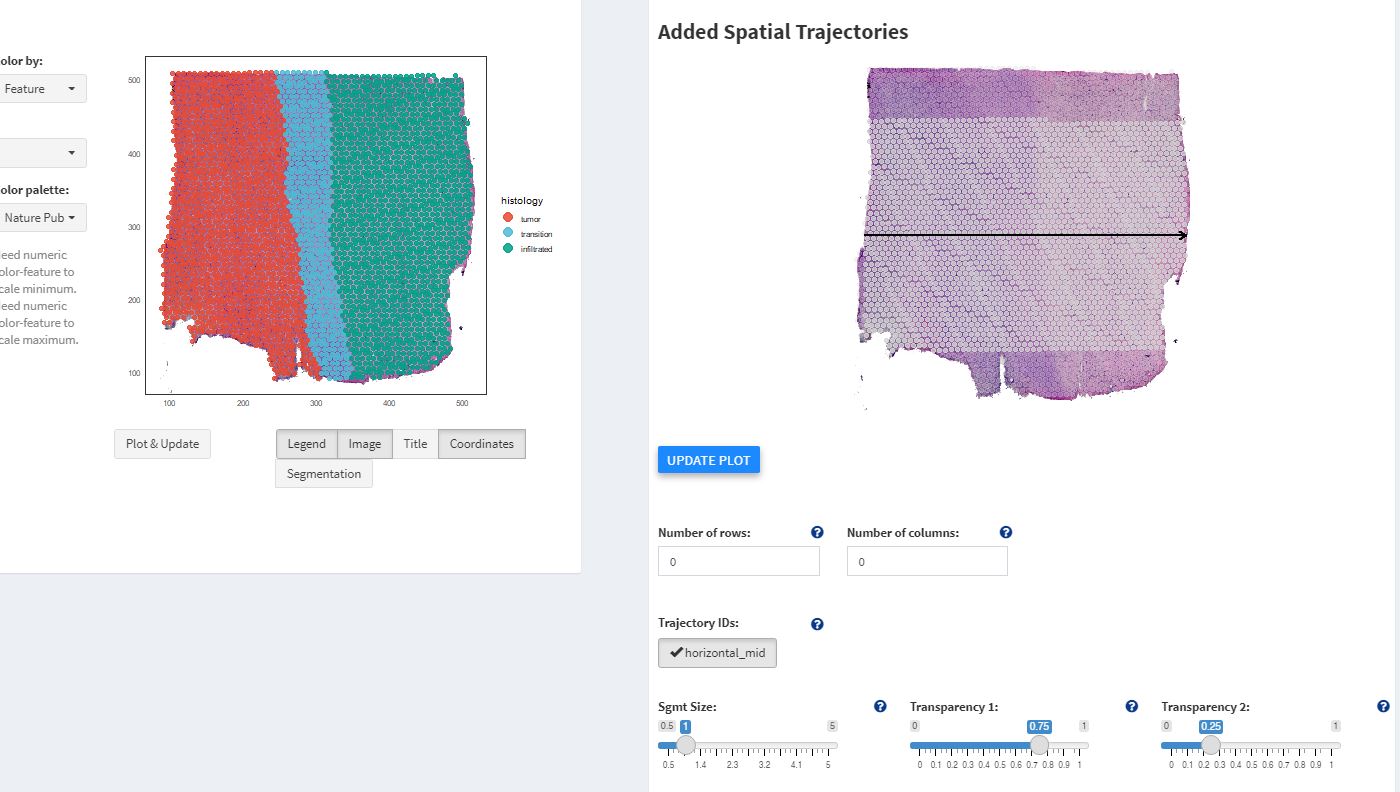 Added Spatial Trajectories
olor by:
Feature
olor palette:
Nature Pub
leed numeric
olor-feature to
cale minimum.
leed numeric
olor-feature to
cale maximum.
500
400
300
200
100
100 200 300 400 500
histology
tumor
transition
infiltrated
Plot & Update
Legend Image Title Coordinates
Segmentation
UPDATE PLOT
Number of rows: ?
0
Number of columns: ?
0
Trajectory IDs: ?
horizontal_mid
Sgmt Size: ?
0.5 1 5
0.5 1.4 2.3 3.2 4.1 5
Transparency 1: ?
0 0.75 1
0 0.1 0.2 0.3 0.4 0.5 0.6 0.7 0.8 0.9 1
Transparency 2: ?
0 0.25 1
0 0.1 0.2 0.3 0.4 0.5 0.6 0.7 0.8 0.9 1